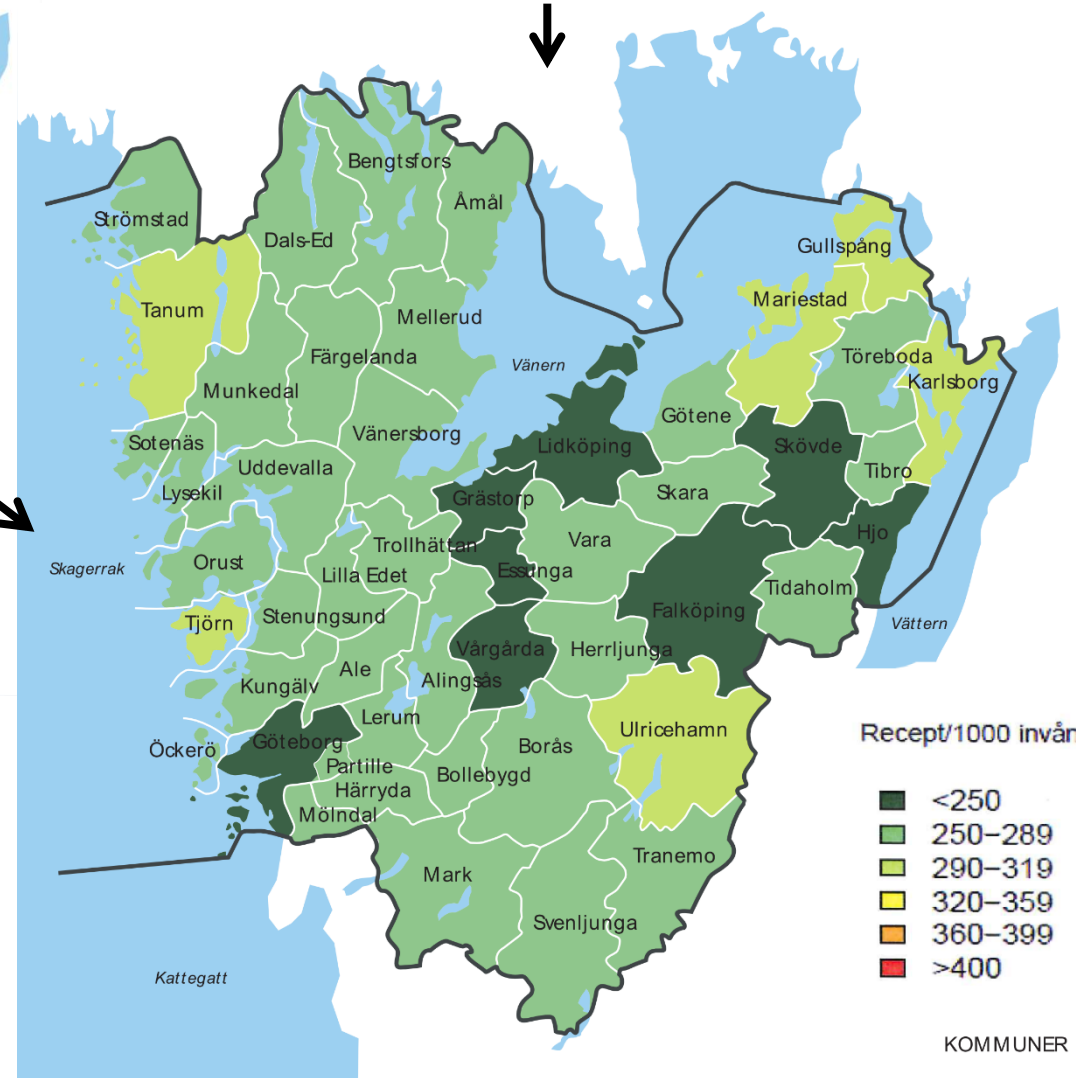 Bengtsfors
Åmål
Strömstad
Dals-Ed
Gullspång
Mariestad
Tanum
Mellerud
Töreboda
Färgelanda
Vänern
Karlsborg
Munkedal
Götene
Vänersborg
Sotenäs
Lidköping
Skövde
Uddevalla
Tibro
Lysekil
Grästorp
Skara
Hjo
Vara
Trollhättan
Orust
Skagerrak
Lilla Edet
Essunga
Tidaholm
Falköping
Stenungsund
Tjörn
Vättern
Vårgårda
Herrljunga
Ale
Alingsås
Kungälv
Lerum
Ulricehamn
Göteborg
Öckerö
Borås
Partille
Bollebygd
Härryda
Mölndal
Tranemo
Mark
Svenljunga
Kattegatt
Recept/1000 invån
<250
250–289
290–319
320–359
360–399
>400
KOMMUNER